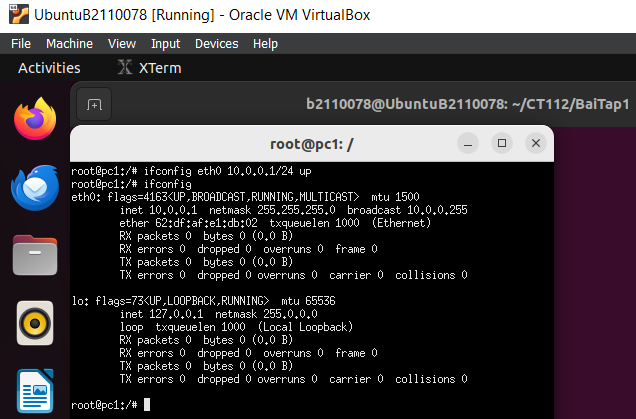 UbuntuB2110078 [Running] - Oracle VM VirtualBox
File Machine View Input Devices Help
Activities XTerm
b2110078@UbuntuB2110078: ~/CT112/BaiTap1
root@pc1: /
root@pc1:/# ifconfig eth0 10.0.0.1/24 up
root@pc1:/# ifconfig
eth0: flags=4163<UP,BROADCAST,RUNNING,MULTICAST>  mtu 1500
        inet 10.0.0.1  netmask 255.255.255.0  broadcast 10.0.0.255
        ether 62:df:af:e1:db:02  txqueuelen 1000  (Ethernet)
        RX packets 0  bytes 0 (0.0 B)
        RX errors 0  dropped 0  overruns 0  frame 0
        TX packets 0  bytes 0 (0.0 B)
        TX errors 0  dropped 0 overruns 0  carrier 0  collisions 0
lo: flags=73<UP,LOOPBACK,RUNNING>  mtu 65536
        inet 127.0.0.1  netmask 255.0.0.0
        loop  txqueuelen 1000  (Local Loopback)
        RX packets 0  bytes 0 (0.0 B)
        RX errors 0  dropped 0  overruns 0  frame 0
        TX packets 0  bytes 0 (0.0 B)
        TX errors 0  dropped 0 overruns 0  carrier 0  collisions 0
root@pc1:/#